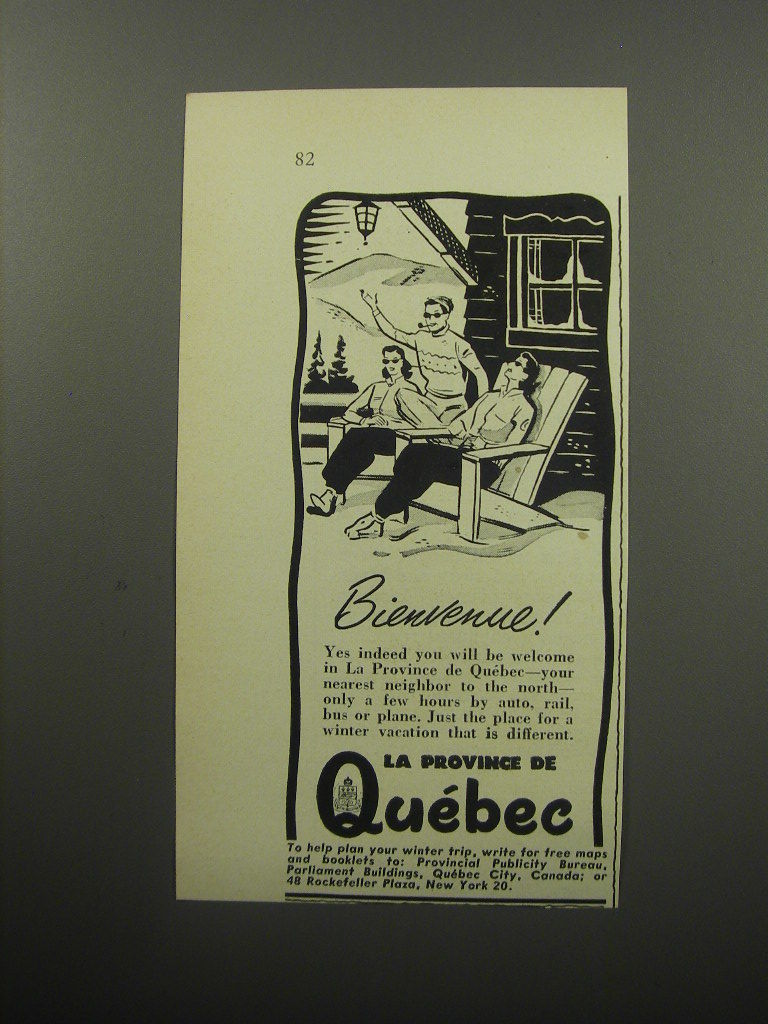 82
Bienvenue!
Yes indeed you will be welcome
in La Province de Québec—your
nearest neighbor to the north—
only a few hours by auto, rail,
bus or plane. Just the place for a
winter vacation that is different.
LA PROVINCE DE
Québec
To help plan your winter trip, write for free maps
and booklets to: Provincial Publicity Bureau,
Parliament Buildings, Québec City, Canada; or
48 Rockefeller Plaza, New York 20.